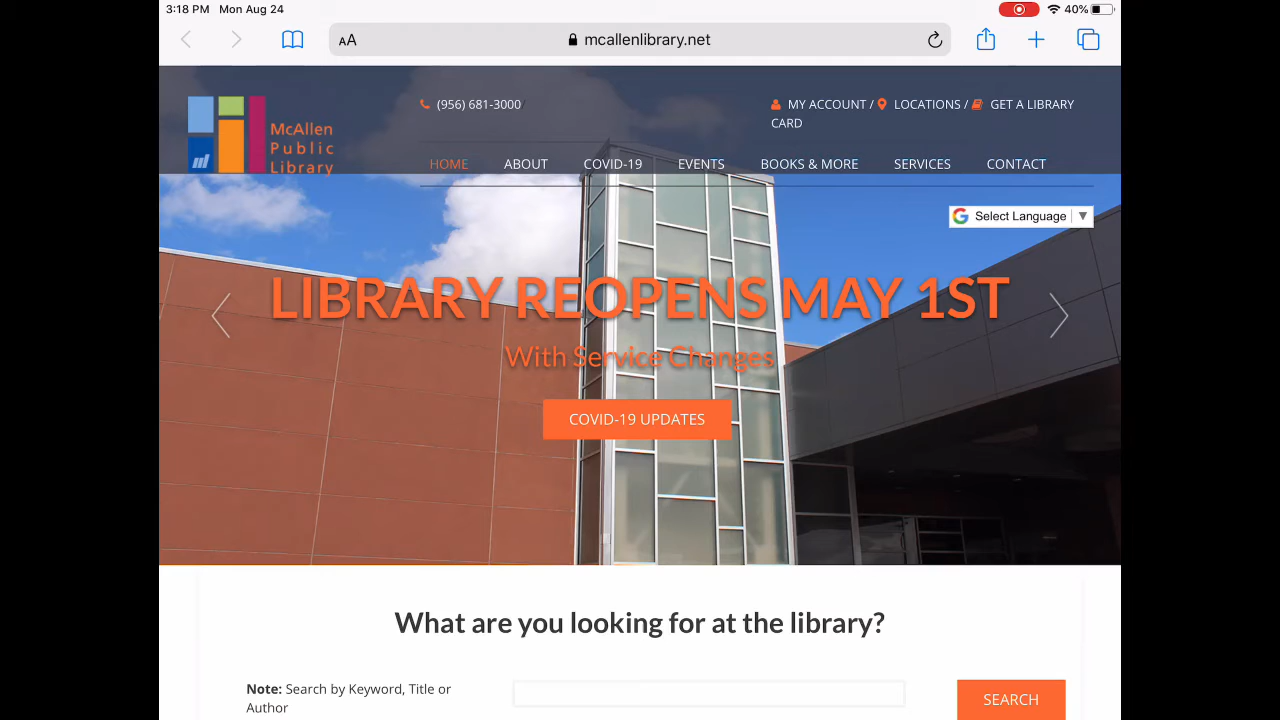 3:18 PM Mon Aug 24
40%
AA
mcallenlibrary.net
McAllen
Public
Library
(956) 681-3000
MY ACCOUNT / LOCATIONS / GET A LIBRARY
CARD
HOME ABOUT COVID-19 EVENTS BOOKS & MORE SERVICES CONTACT
G Select Language ▼
LIBRARY REOPENS MAY 1ST
With Service Changes
COVID-19 UPDATES
What are you looking for at the library?
Note: Search by Keyword, Title or
Author
SEARCH